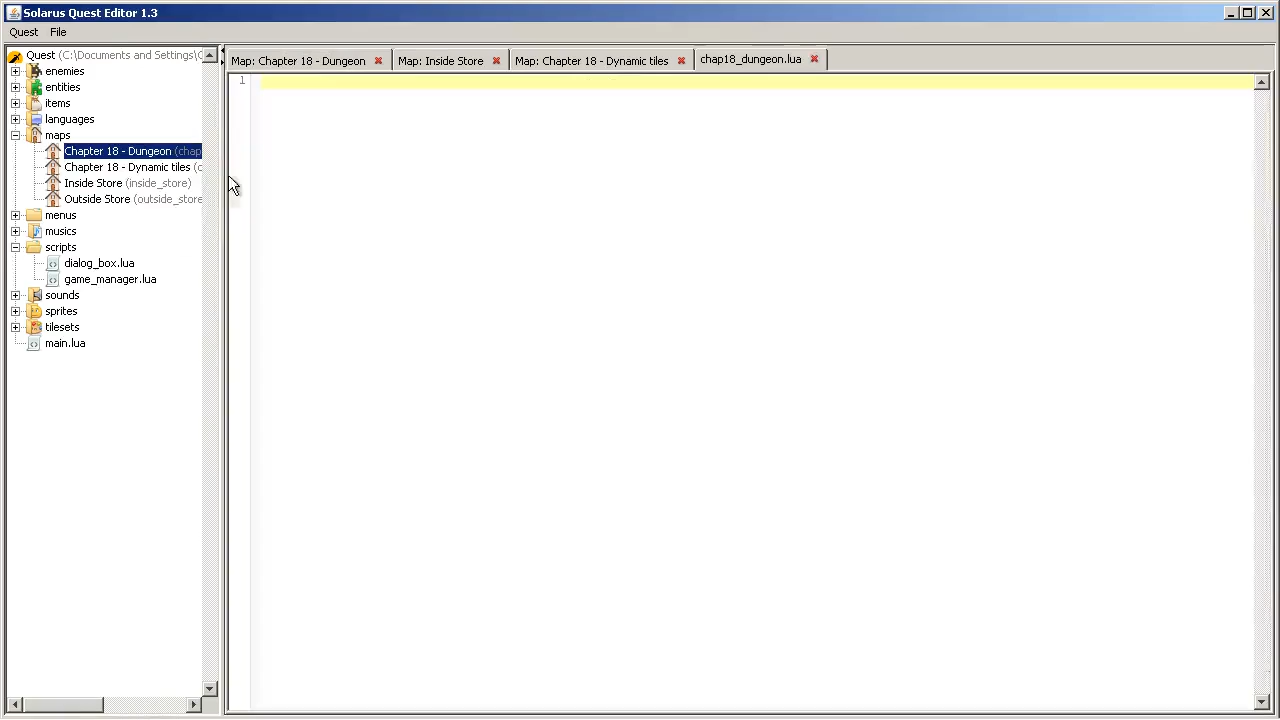 Solarus Quest Editor 1.3
Quest File
Quest (C:\Documents and Settings\
enemies
entities
items
languages
maps
Chapter 18 - Dungeon (chap
Chapter 18 - Dynamic tiles (c
Inside Store (inside_store)
Outside Store (outside_store
menus
musics
scripts
dialog_box.lua
game_manager.lua
sounds
sprites
tilesets
main.lua
Map: Chapter 18 - Dungeon
Map: Inside Store
Map: Chapter 18 - Dynamic tiles
chap18_dungeon.lua
1